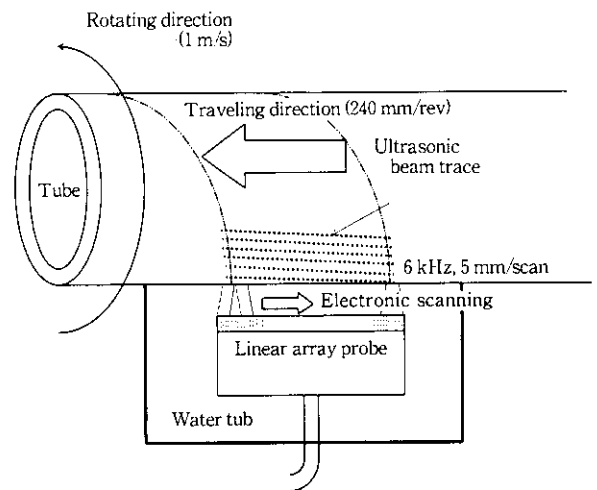 Rotating direction
(1 m/s)
Traveling direction (240 mm/rev)
Ultrasonic
beam trace
Tube
6 kHz, 5 mm/scan
Electronic scanning
Linear array probe
Water tub